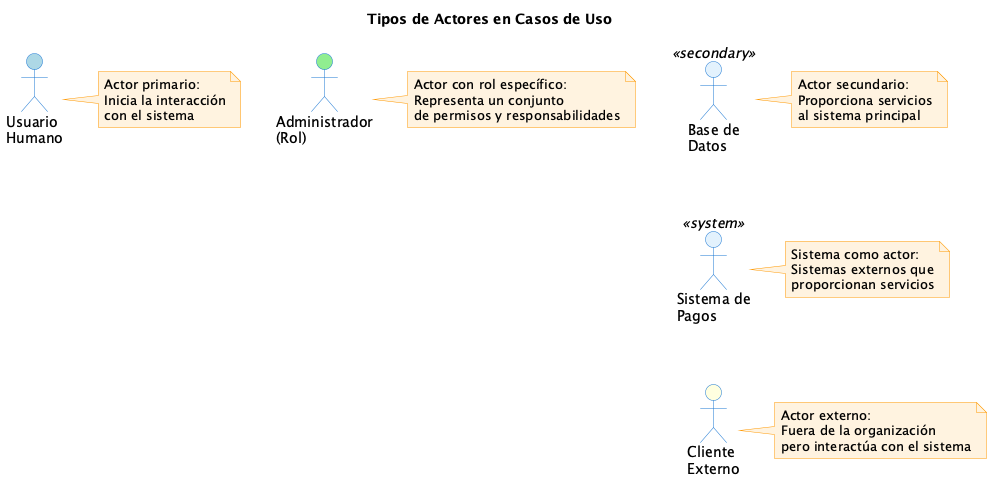 Tipos de Actores en Casos de Uso
Usuario
Humano
Actor primario:
Inicia la interacción
con el sistema
Administrador
(Rol)
Actor con rol específico:
Representa un conjunto
de permisos y responsabilidades
«secondary»
Base de
Datos
Actor secundario:
Proporciona servicios
al sistema principal
«system»
Sistema de
Pagos
Sistema como actor:
Sistemas externos que
proporcionan servicios
Cliente
Externo
Actor externo:
Fuera de la organización
pero interactúa con el sistema